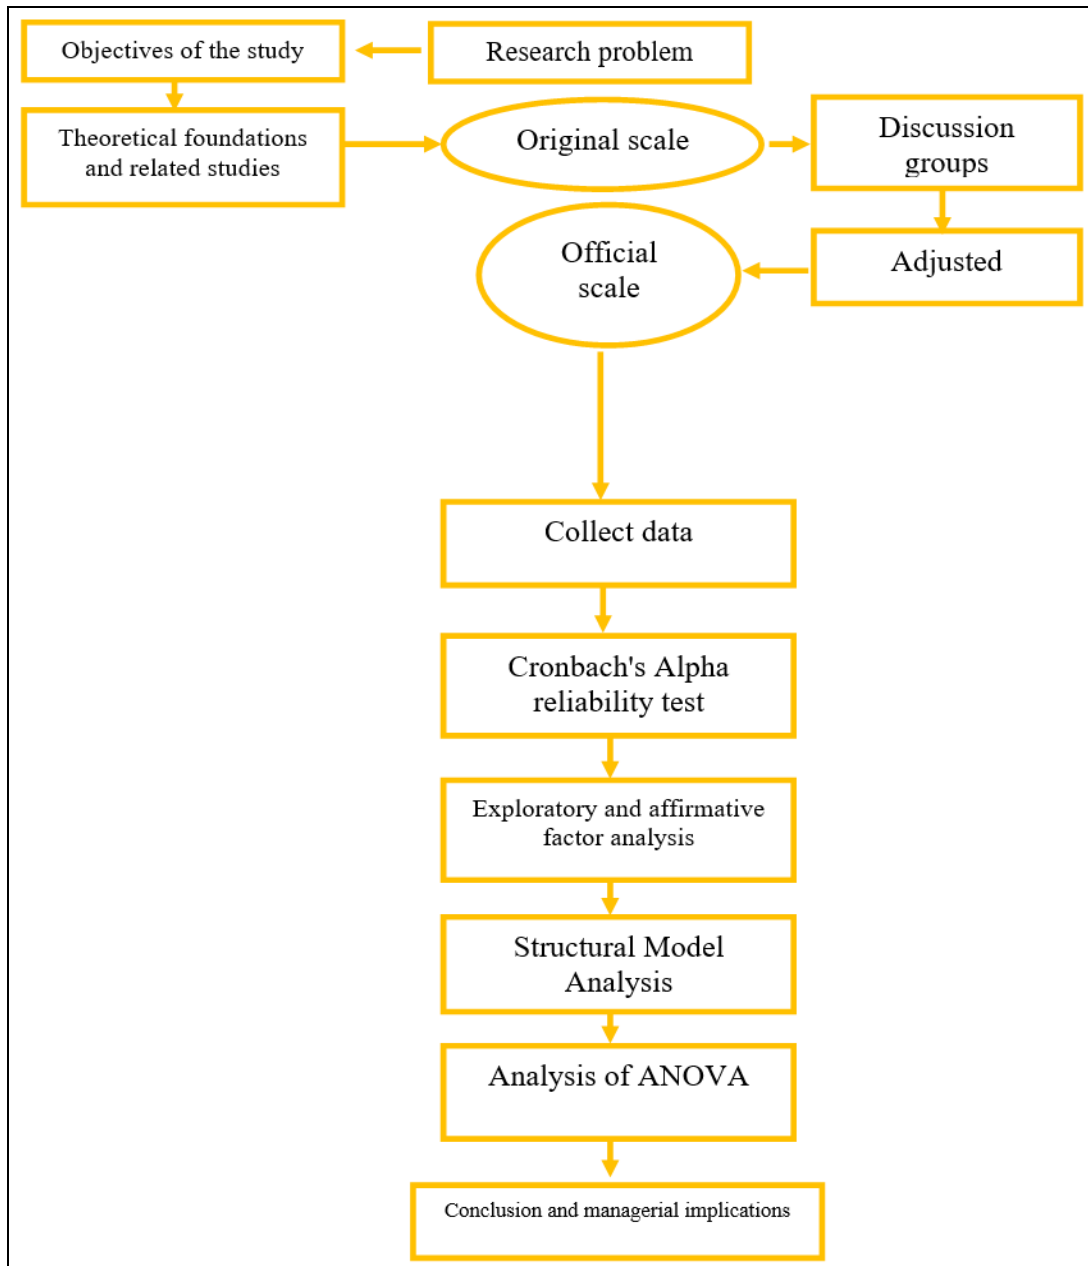 Objectives of the study
Research problem
Theoretical foundations
and related studies
Original scale
Discussion
groups
Official
scale
Adjusted
Collect data
Cronbach's Alpha
reliability test
Exploratory and affirmative
factor analysis
Structural Model
Analysis
Analysis of ANOVA
Conclusion and managerial implications